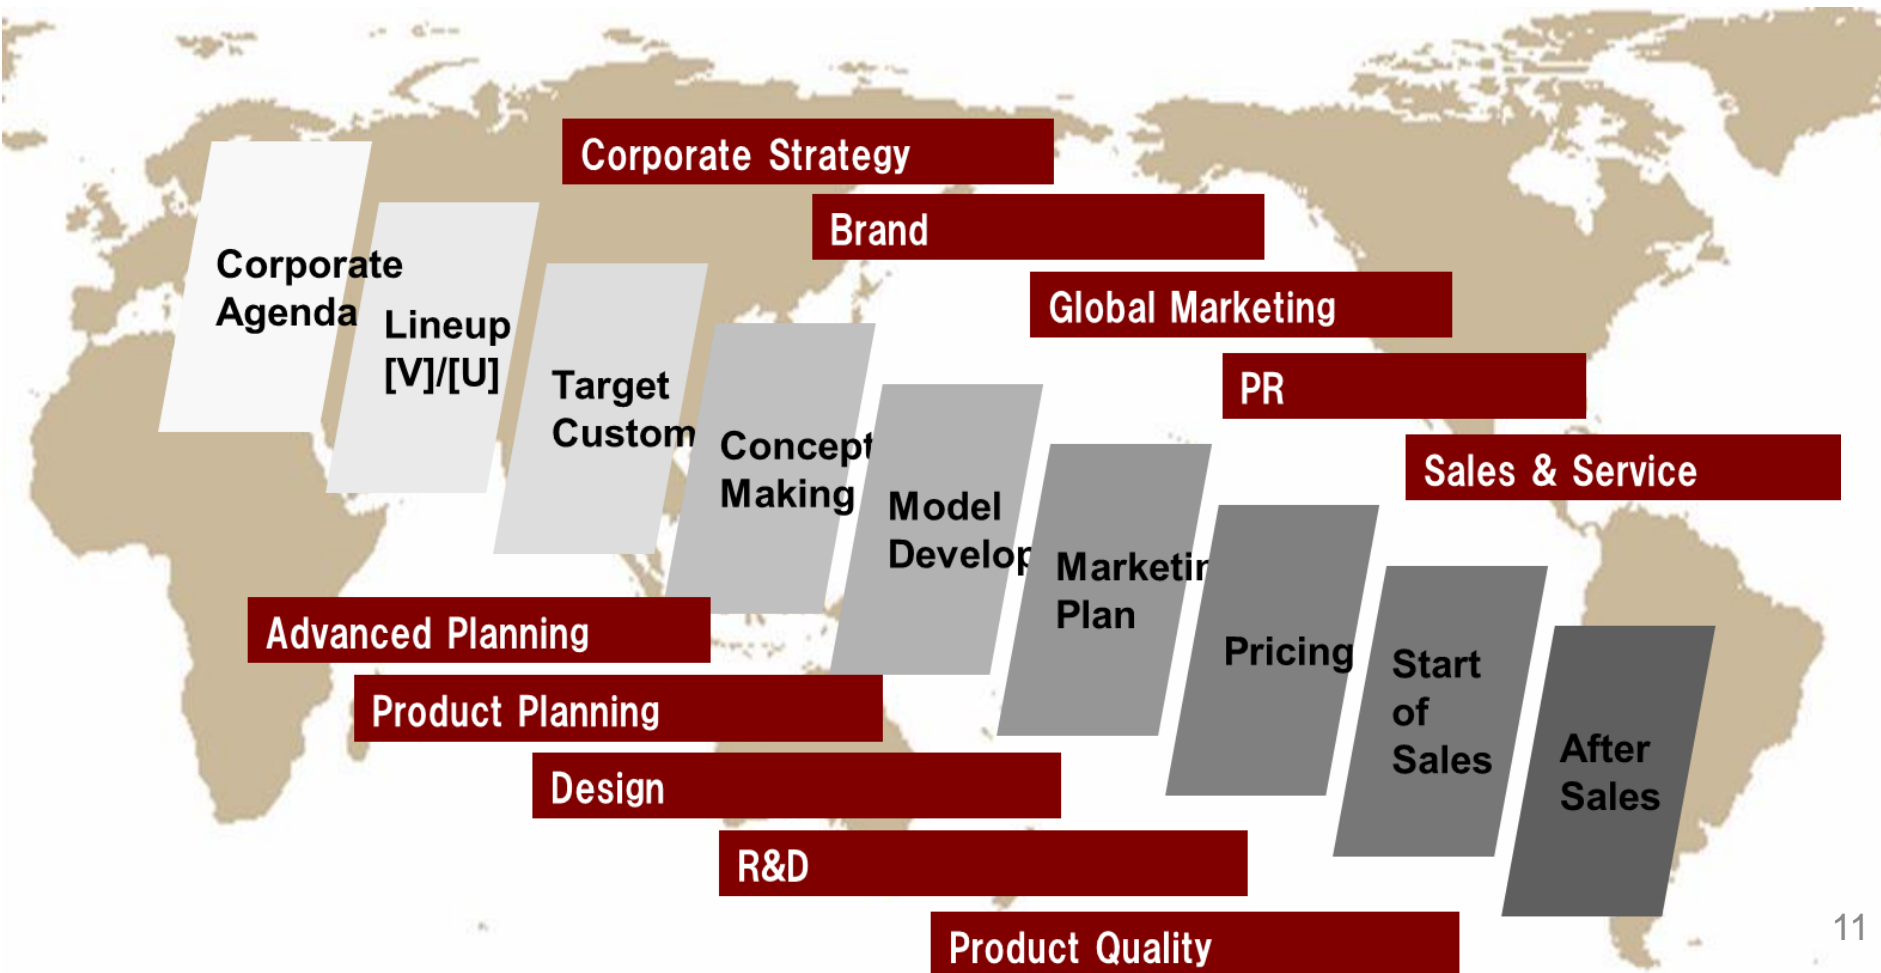 Corporate Strategy
Brand
Global Marketing
PR
Sales & Service
Corporate
Agenda
Lineup
[V]/[U]
Target
Custom
Concept
Making
Model
Develop
Marketin
Plan
Pricing
Start
of
Sales
After
Sales
Advanced Planning
Product Planning
Design
R&D
Product Quality
11